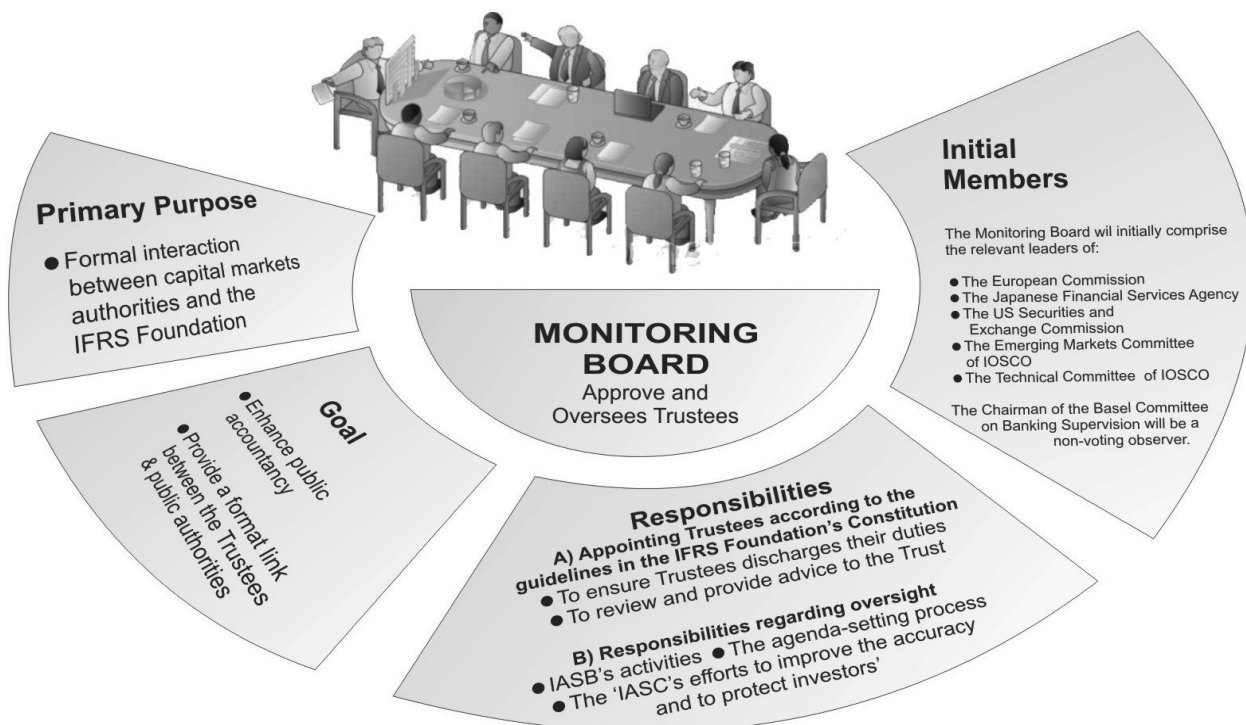 Primary Purpose
● Formal interaction
between capital markets
authorities and the
IFRS Foundation
Goal
● Enhance public
accountancy
● Provide a format link
between the Trustees
& public authorities
MONITORING
BOARD
Approve and
Oversees Trustees
Responsibilities
A) Appointing Trustees according to the
guidelines in the IFRS Foundation's Constitution
● To ensure Trustees discharges their duties
● To review and provide advice to the Trust
B) Responsibilities regarding oversight
● IASB's activities ● The agenda-setting process
● The 'IASC's efforts to improve the accuracy
and to protect investors'
Initial
Members
The Monitoring Board wil initially comprise
the relevant leaders of:
● The European Commission
● The Japanese Financial Services Agency
● The US Securities and
Exchange Commission
● The Emerging Markets Committee
of IOSCO
● The Technical Committee of IOSCO
The Chairman of the Basel Committee
on Banking Supervision will be a
non-voting observer.